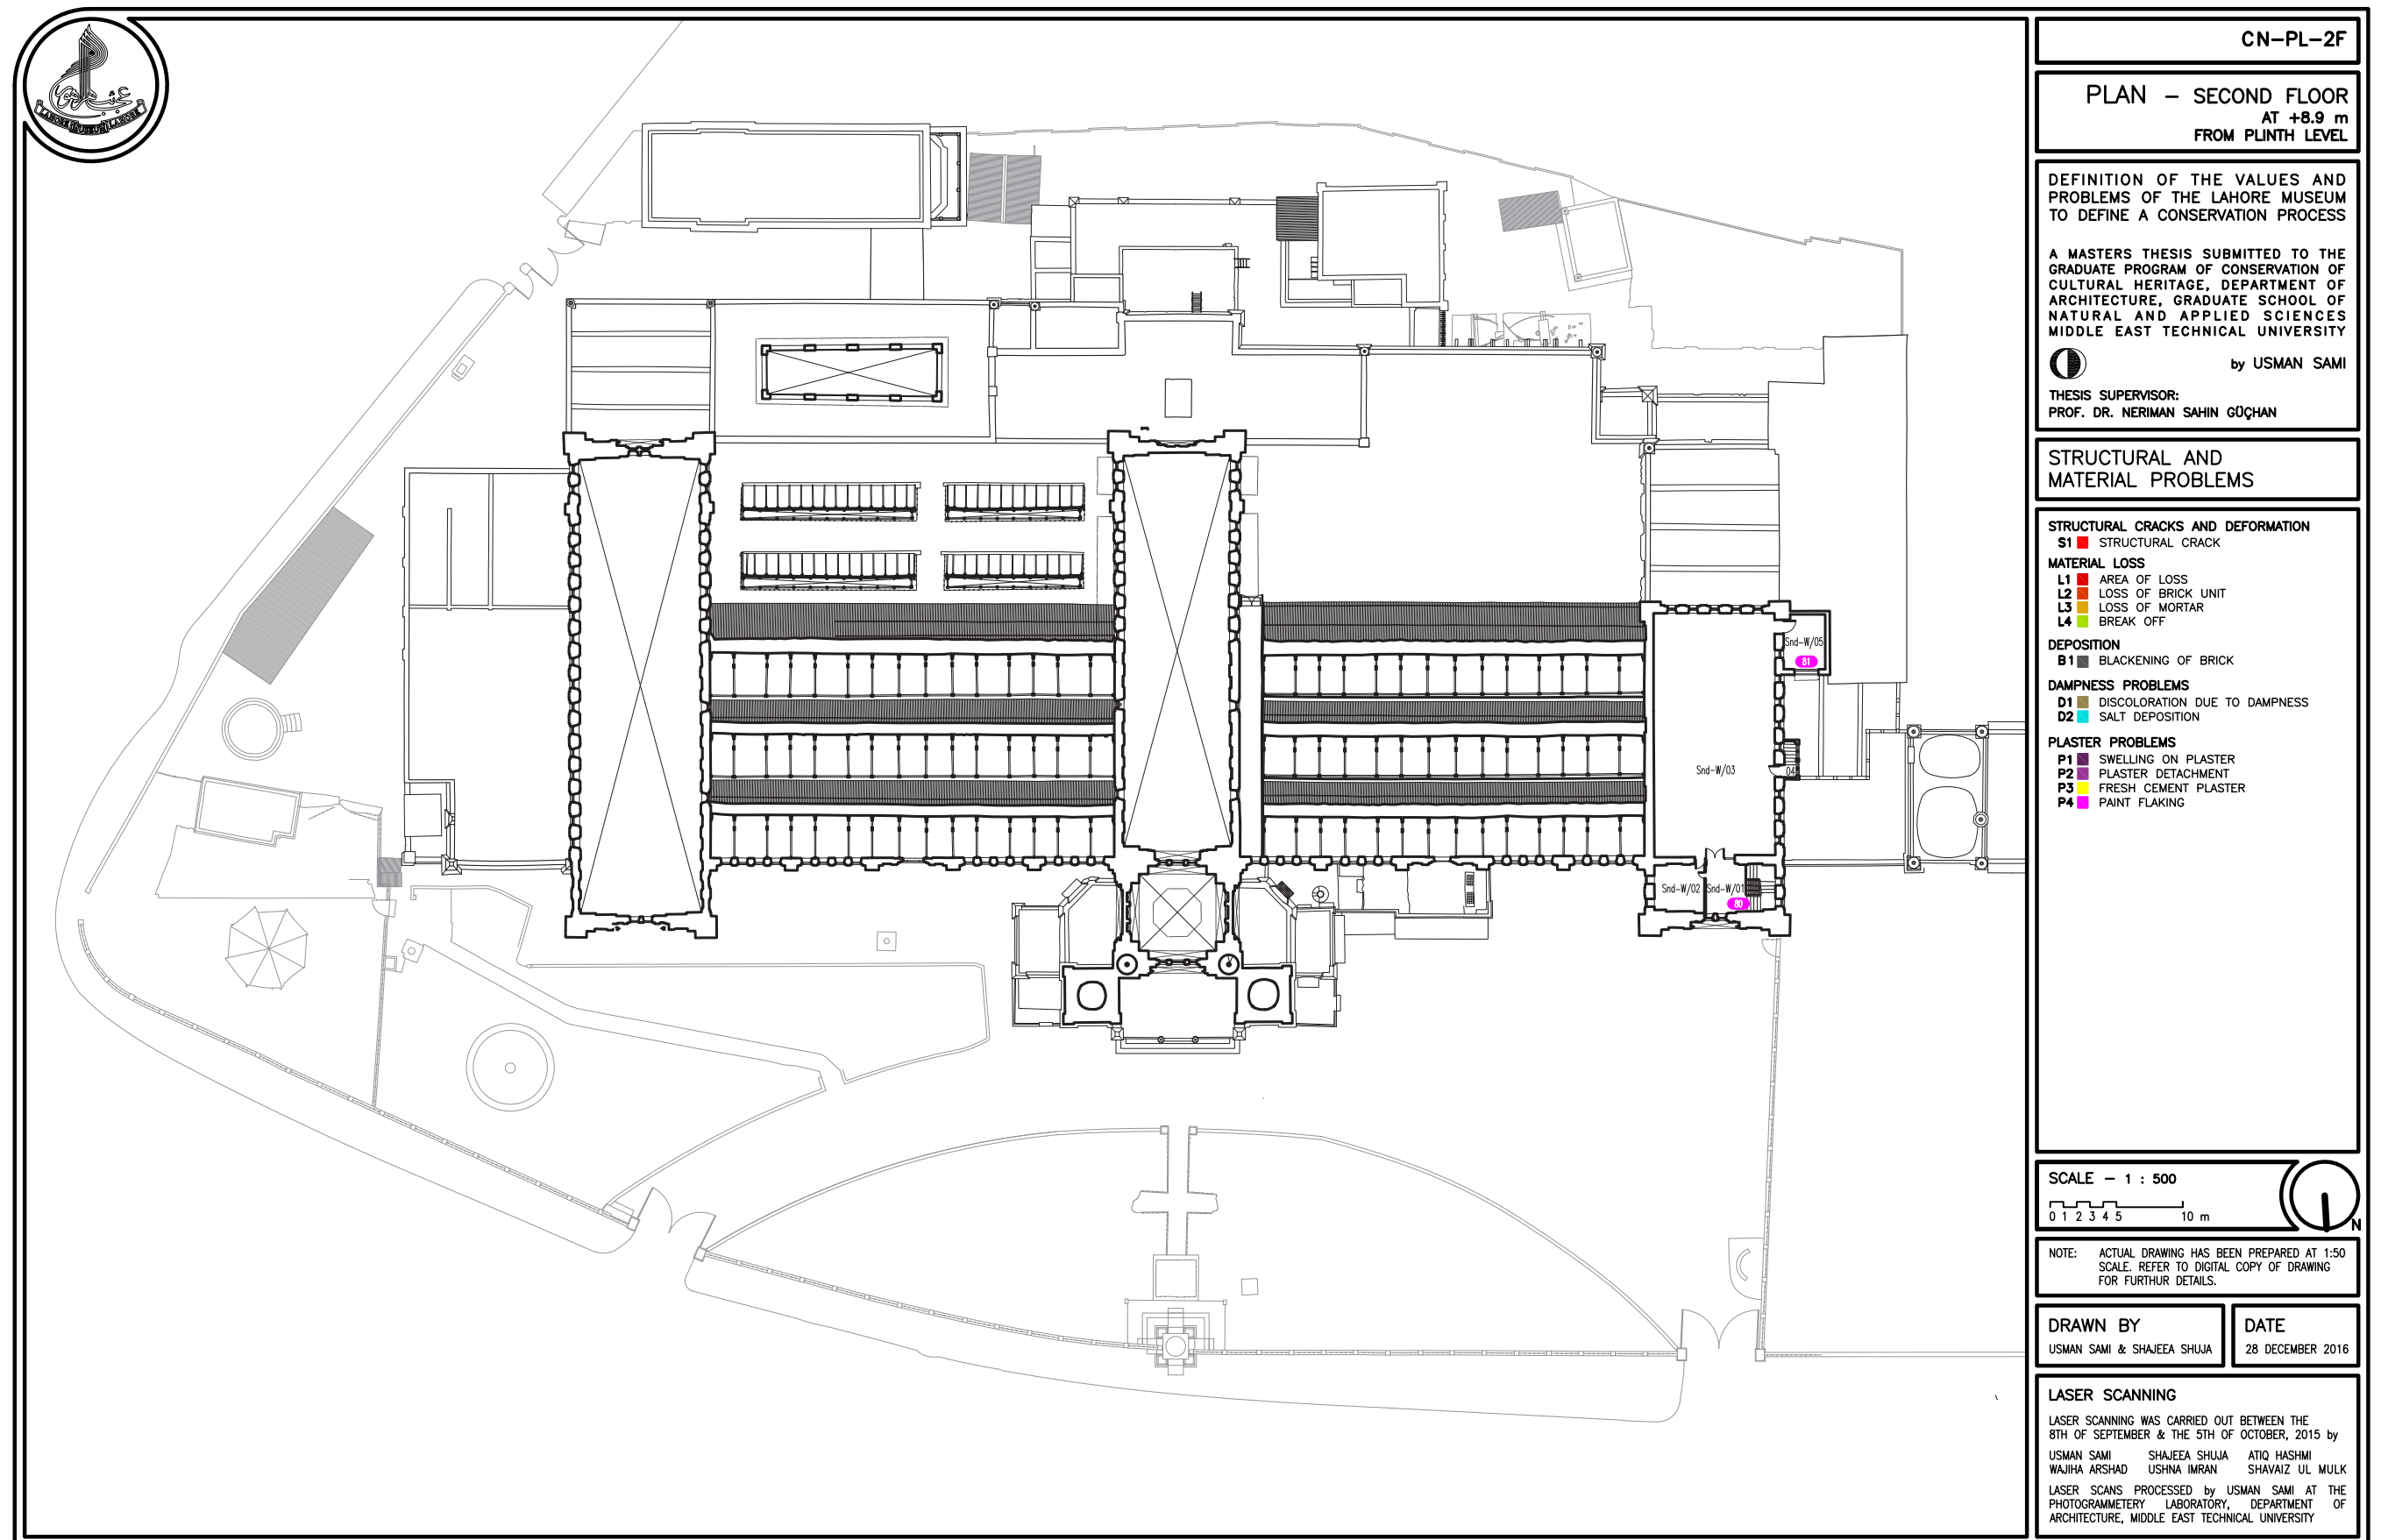 LAHORE MUSEUM LAHORE
CN-PL-2F
PLAN - SECOND FLOOR
AT +8.9 m
FROM PLINTH LEVEL
DEFINITION OF THE VALUES AND
PROBLEMS OF THE LAHORE MUSEUM
TO DEFINE A CONSERVATION PROCESS
A MASTERS THESIS SUBMITTED TO THE
GRADUATE PROGRAM OF CONSERVATION OF
CULTURAL HERITAGE, DEPARTMENT OF
ARCHITECTURE, GRADUATE SCHOOL OF
NATURAL AND APPLIED SCIENCES
MIDDLE EAST TECHNICAL UNIVERSITY
by USMAN SAMI
THESIS SUPERVISOR:
PROF. DR. NERIMAN SAHIN GÜÇHAN
STRUCTURAL AND
MATERIAL PROBLEMS
STRUCTURAL CRACKS AND DEFORMATION
S1 STRUCTURAL CRACK
MATERIAL LOSS
L1 AREA OF LOSS
L2 LOSS OF BRICK UNIT
L3 LOSS OF MORTAR
L4 BREAK OFF
DEPOSITION
B1 BLACKENING OF BRICK
DAMPNESS PROBLEMS
D1 DISCOLORATION DUE TO DAMPNESS
D2 SALT DEPOSITION
PLASTER PROBLEMS
P1 SWELLING ON PLASTER
P2 PLASTER DETACHMENT
P3 FRESH CEMENT PLASTER
P4 PAINT FLAKING
Snd-W/05
81
Snd-W/03
04
Snd-W/02
Snd-W/01
80
SCALE - 1 : 500
0 1 2 3 4 5 10 m
N
NOTE: ACTUAL DRAWING HAS BEEN PREPARED AT 1:50
SCALE. REFER TO DIGITAL COPY OF DRAWING
FOR FURTHUR DETAILS.
DRAWN BY
USMAN SAMI & SHAJEEA SHUJA
DATE
28 DECEMBER 2016
LASER SCANNING
LASER SCANNING WAS CARRIED OUT BETWEEN THE
8TH OF SEPTEMBER & THE 5TH OF OCTOBER, 2015 by
USMAN SAMI SHAJEEA SHUJA ATIQ HASHMI
WAJIHA ARSHAD USHNA IMRAN SHAVAIZ UL MULK
LASER SCANS PROCESSED by USMAN SAMI AT THE
PHOTOGRAMMETERY LABORATORY, DEPARTMENT OF
ARCHITECTURE, MIDDLE EAST TECHNICAL UNIVERSITY